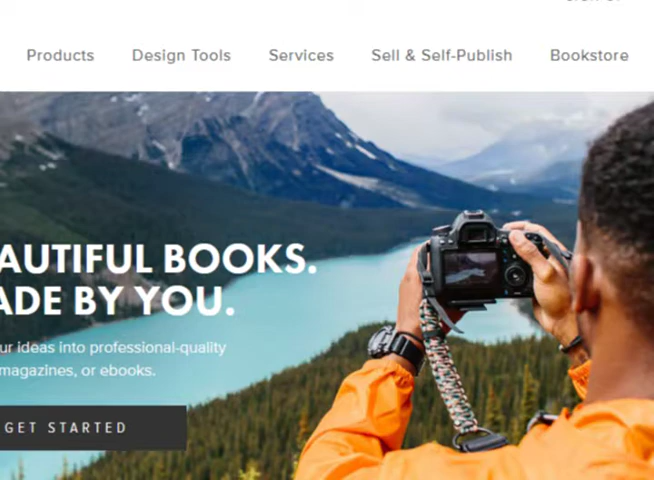 Products Design Tools Services Sell & Self-Publish Bookstore
AUTIFUL BOOKS.
ADE BY YOU.
ur ideas into professional-quality
magazines, or ebooks.
GET STARTED